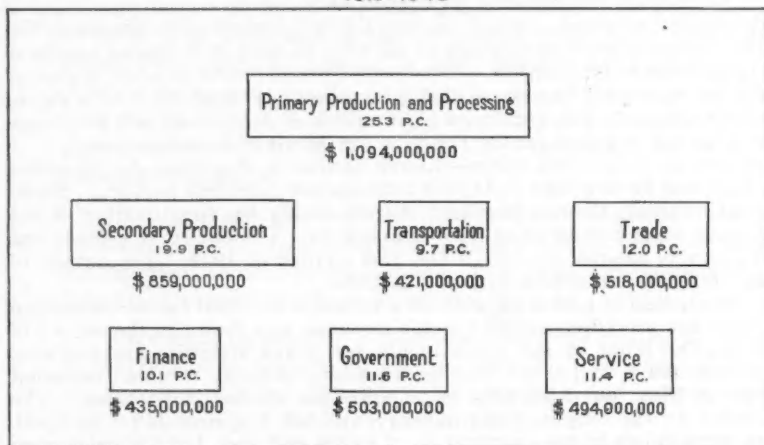 Primary Production and Processing
25.3 P.C.
$ 1,094,000,000
Secondary Production
19.9 P.C.
$ 859,000,000
Transportation
9.7 P.C.
$ 421,000,000
Trade
12.0 P.C.
$ 518,000,000
Finance
10.1 P.C.
$ 435,000,000
Government
11.6 P.C.
$ 503,000,000
Service
11.4 P.C.
$ 494,000,000